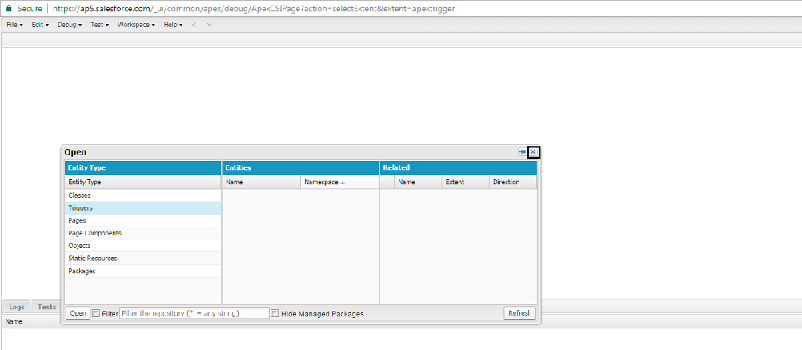 Secure | https://ap5.salesforce.com/_ui/common/apex/debug/ApexCSIPage?action=selectExtent&extent=apextrigger
File Edit Debug Test Workspace Help < >
Open
Entity Type Entities Related
Entity Type Name Namespace Name Extent Direction
Classes
Triggers
Pages
Page Components
Objects
Static Resources
Packages
Open Filter Filter the repository (* = any string) Hide Managed Packages Refresh
Logs Tests
Name